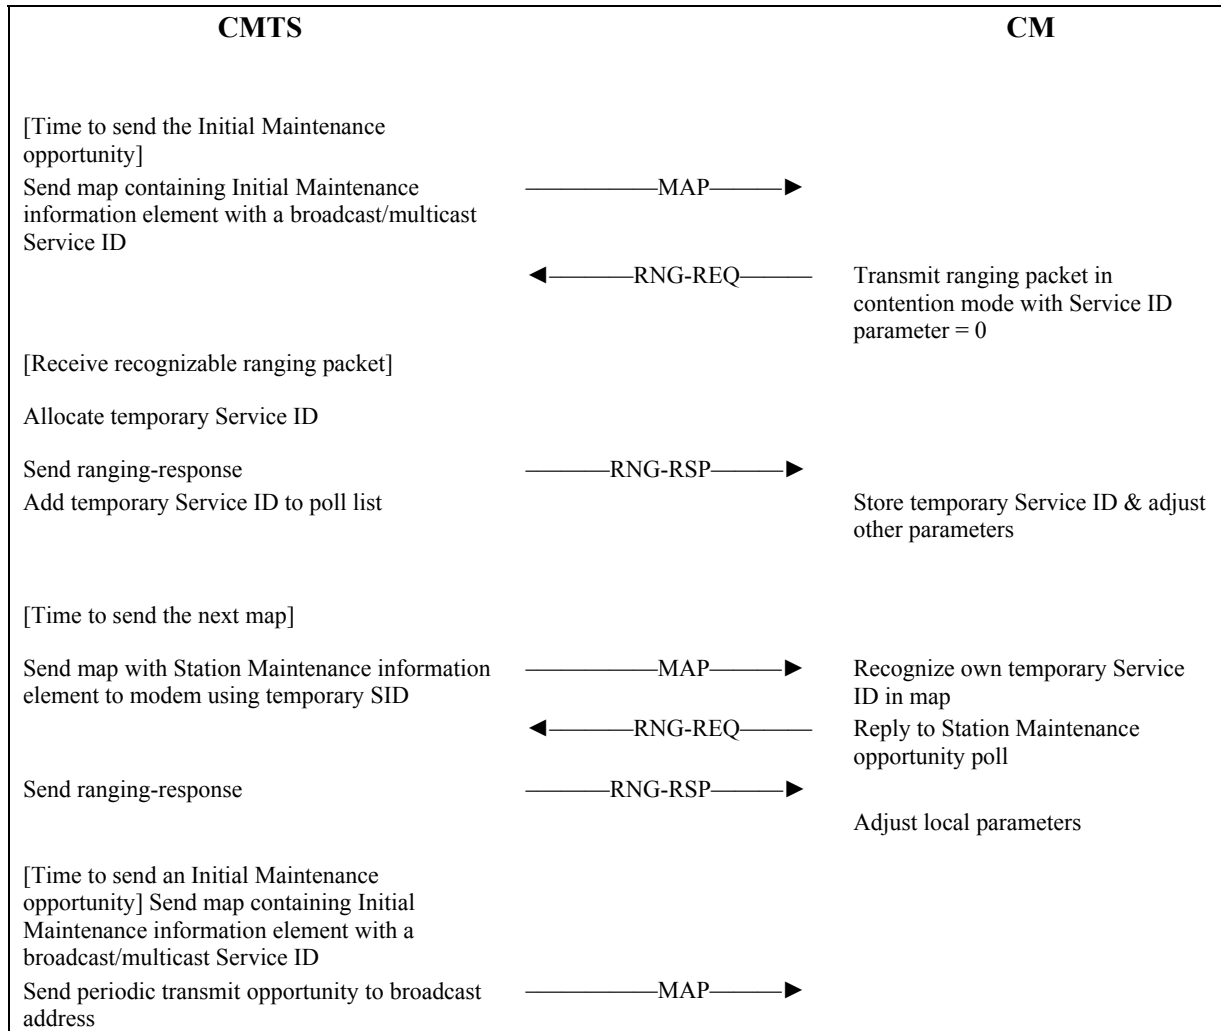 CMTS CM
[Time to send the Initial Maintenance
opportunity]
Send map containing Initial Maintenance
information element with a broadcast/multicast
Service ID
MAP
RNG-REQ
Transmit ranging packet in
contention mode with Service ID
parameter = 0
[Receive recognizable ranging packet]
Allocate temporary Service ID
Send ranging-response
RNG-RSP
Add temporary Service ID to poll list
Store temporary Service ID & adjust
other parameters
[Time to send the next map]
Send map with Station Maintenance information
element to modem using temporary SID
MAP
Recognize own temporary Service
ID in map
RNG-REQ
Reply to Station Maintenance
opportunity poll
Send ranging-response
RNG-RSP
Adjust local parameters
[Time to send an Initial Maintenance
opportunity] Send map containing Initial
Maintenance information element with a
broadcast/multicast Service ID
Send periodic transmit opportunity to broadcast
address
MAP